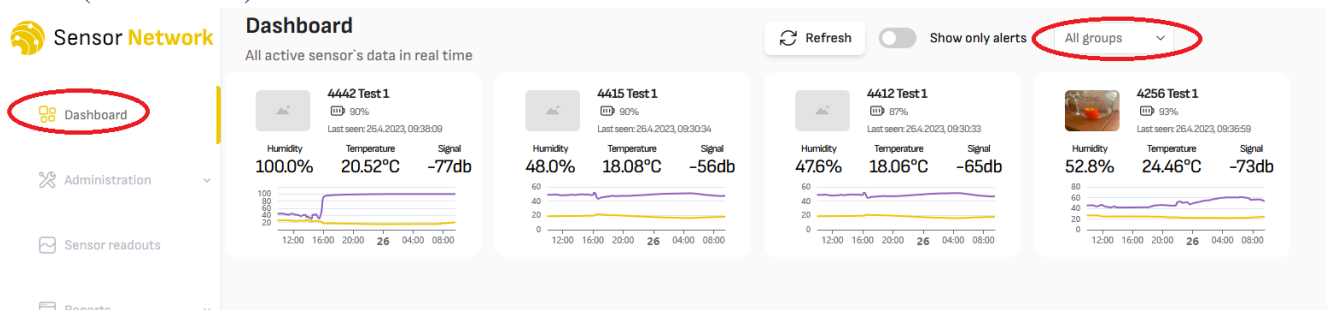 Sensor Network
Dashboard
All active sensor`s data in real time
Refresh
Show only alerts
All groups
Dashboard
Administration
Sensor readouts
Reports
4442 Test 1
90%
Last seen: 26.4.2023, 09:38:09
Humidity Temperature Signal
100.0% 20.52°C -77db
100
80
60
40
20
12:00 16:00 20:00 26 04:00 08:00
4415 Test 1
90%
Last seen: 26.4.2023, 09:30:34
Humidity Temperature Signal
48.0% 18.08°C -56db
60
40
20
0
12:00 16:00 20:00 26 04:00 08:00
4412 Test 1
87%
Last seen: 26.4.2023, 09:30:33
Humidity Temperature Signal
47.6% 18.06°C -65db
60
40
20
0
12:00 16:00 20:00 26 04:00 08:00
4256 Test 1
93%
Last seen: 26.4.2023, 09:36:59
Humidity Temperature Signal
52.8% 24.46°C -73db
80
60
40
20
0
12:00 16:00 20:00 26 04:00 08:00